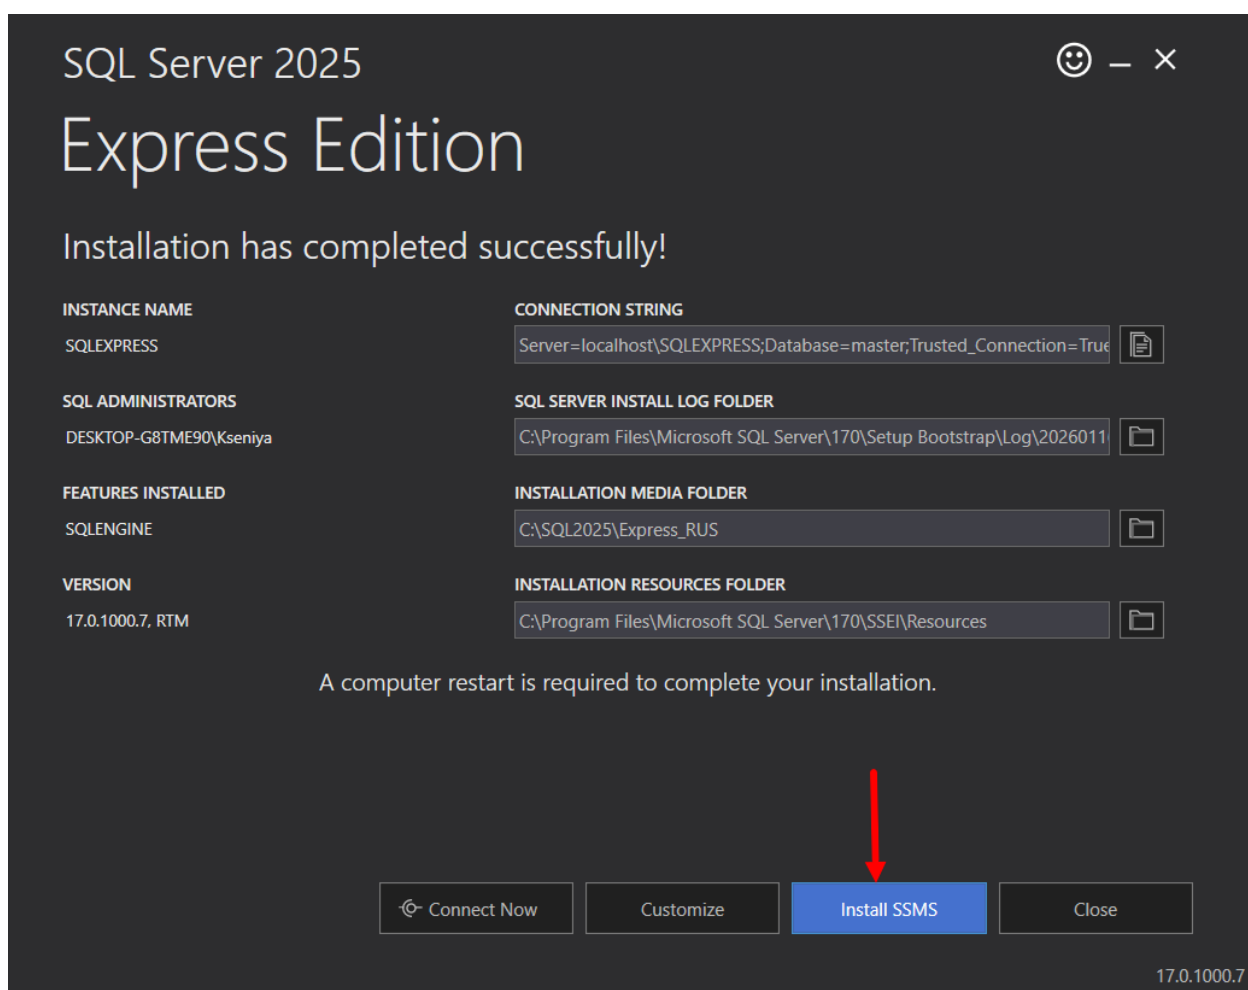 SQL Server 2025
Express Edition
Installation has completed successfully!
INSTANCE NAME
SQLEXPRESS
CONNECTION STRING
Server=localhost\SQLEXPRESS;Database=master;Trusted_Connection=True
SQL ADMINISTRATORS
DESKTOP-G8TME90\Kseniya
SQL SERVER INSTALL LOG FOLDER
C:\Program Files\Microsoft SQL Server\170\Setup Bootstrap\Log\2026011
FEATURES INSTALLED
SQLENGINE
INSTALLATION MEDIA FOLDER
C:\SQL2025\Express_RUS
VERSION
17.0.1000.7, RTM
INSTALLATION RESOURCES FOLDER
C:\Program Files\Microsoft SQL Server\170\SSEI\Resources
A computer restart is required to complete your installation.
Connect Now
Customize
Install SSMS
Close
17.0.1000.7